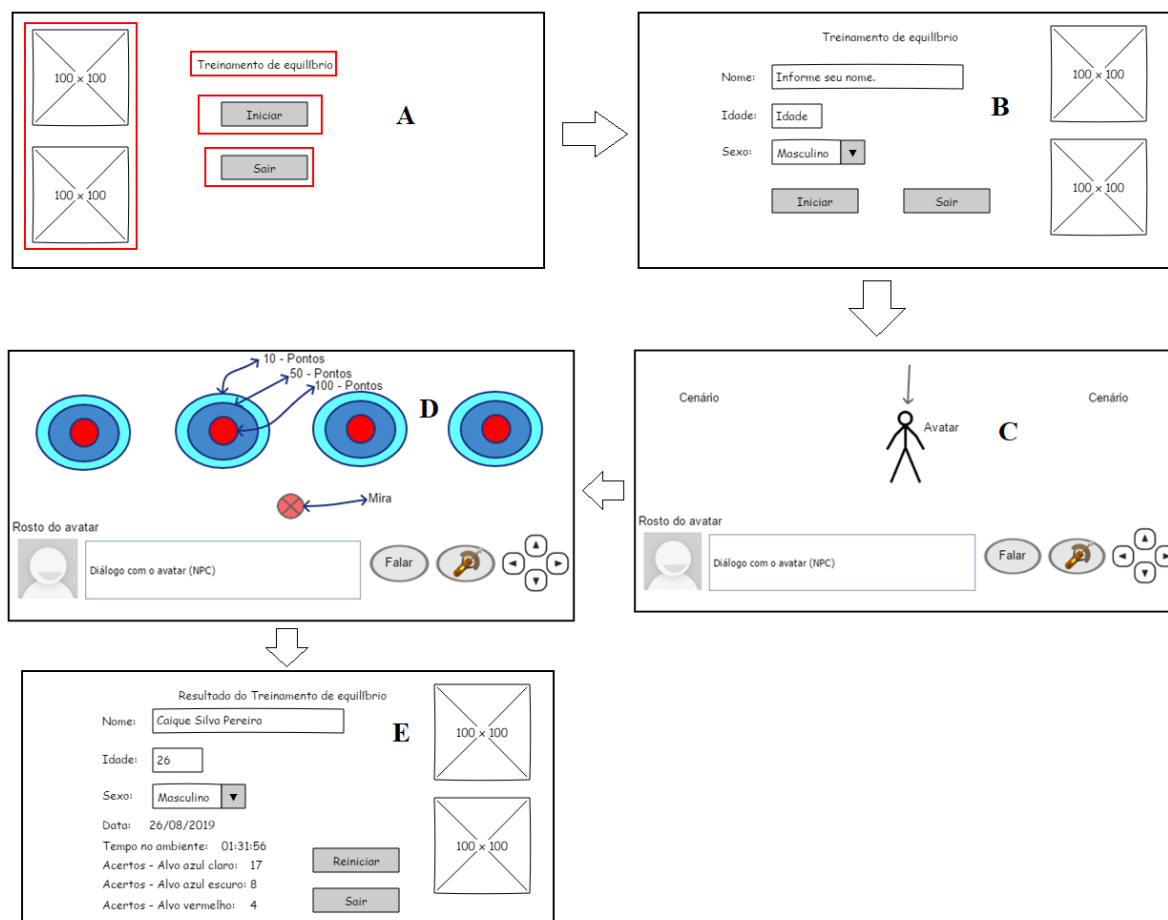 100 x 100
100 x 100
Treinamento de equilíbrio
Iniciar
Sair
A
Treinamento de equilíbrio
Nome: Informe seu nome.
Idade: Idade
Sexo: Masculino
Iniciar Sair
B
100 x 100
100 x 100
Cenário
Cenário
Avatar
C
Rosto do avatar
Diálogo com o avatar (NPC)
Falar
10 - Pontos
50 - Pontos
100 - Pontos
D
Mira
Rosto do avatar
Diálogo com o avatar (NPC)
Falar
Resultado do Treinamento de equilíbrio
Nome: Caique Silva Pereira
E
Idade: 26
Sexo: Masculino
Data: 26/08/2019
Tempo no ambiente: 01:31:56
Acertos - Alvo azul claro: 17
Acertos - Alvo azul escuro: 8
Acertos - Alvo vermelho: 4
Reiniciar
Sair
100 x 100
100 x 100